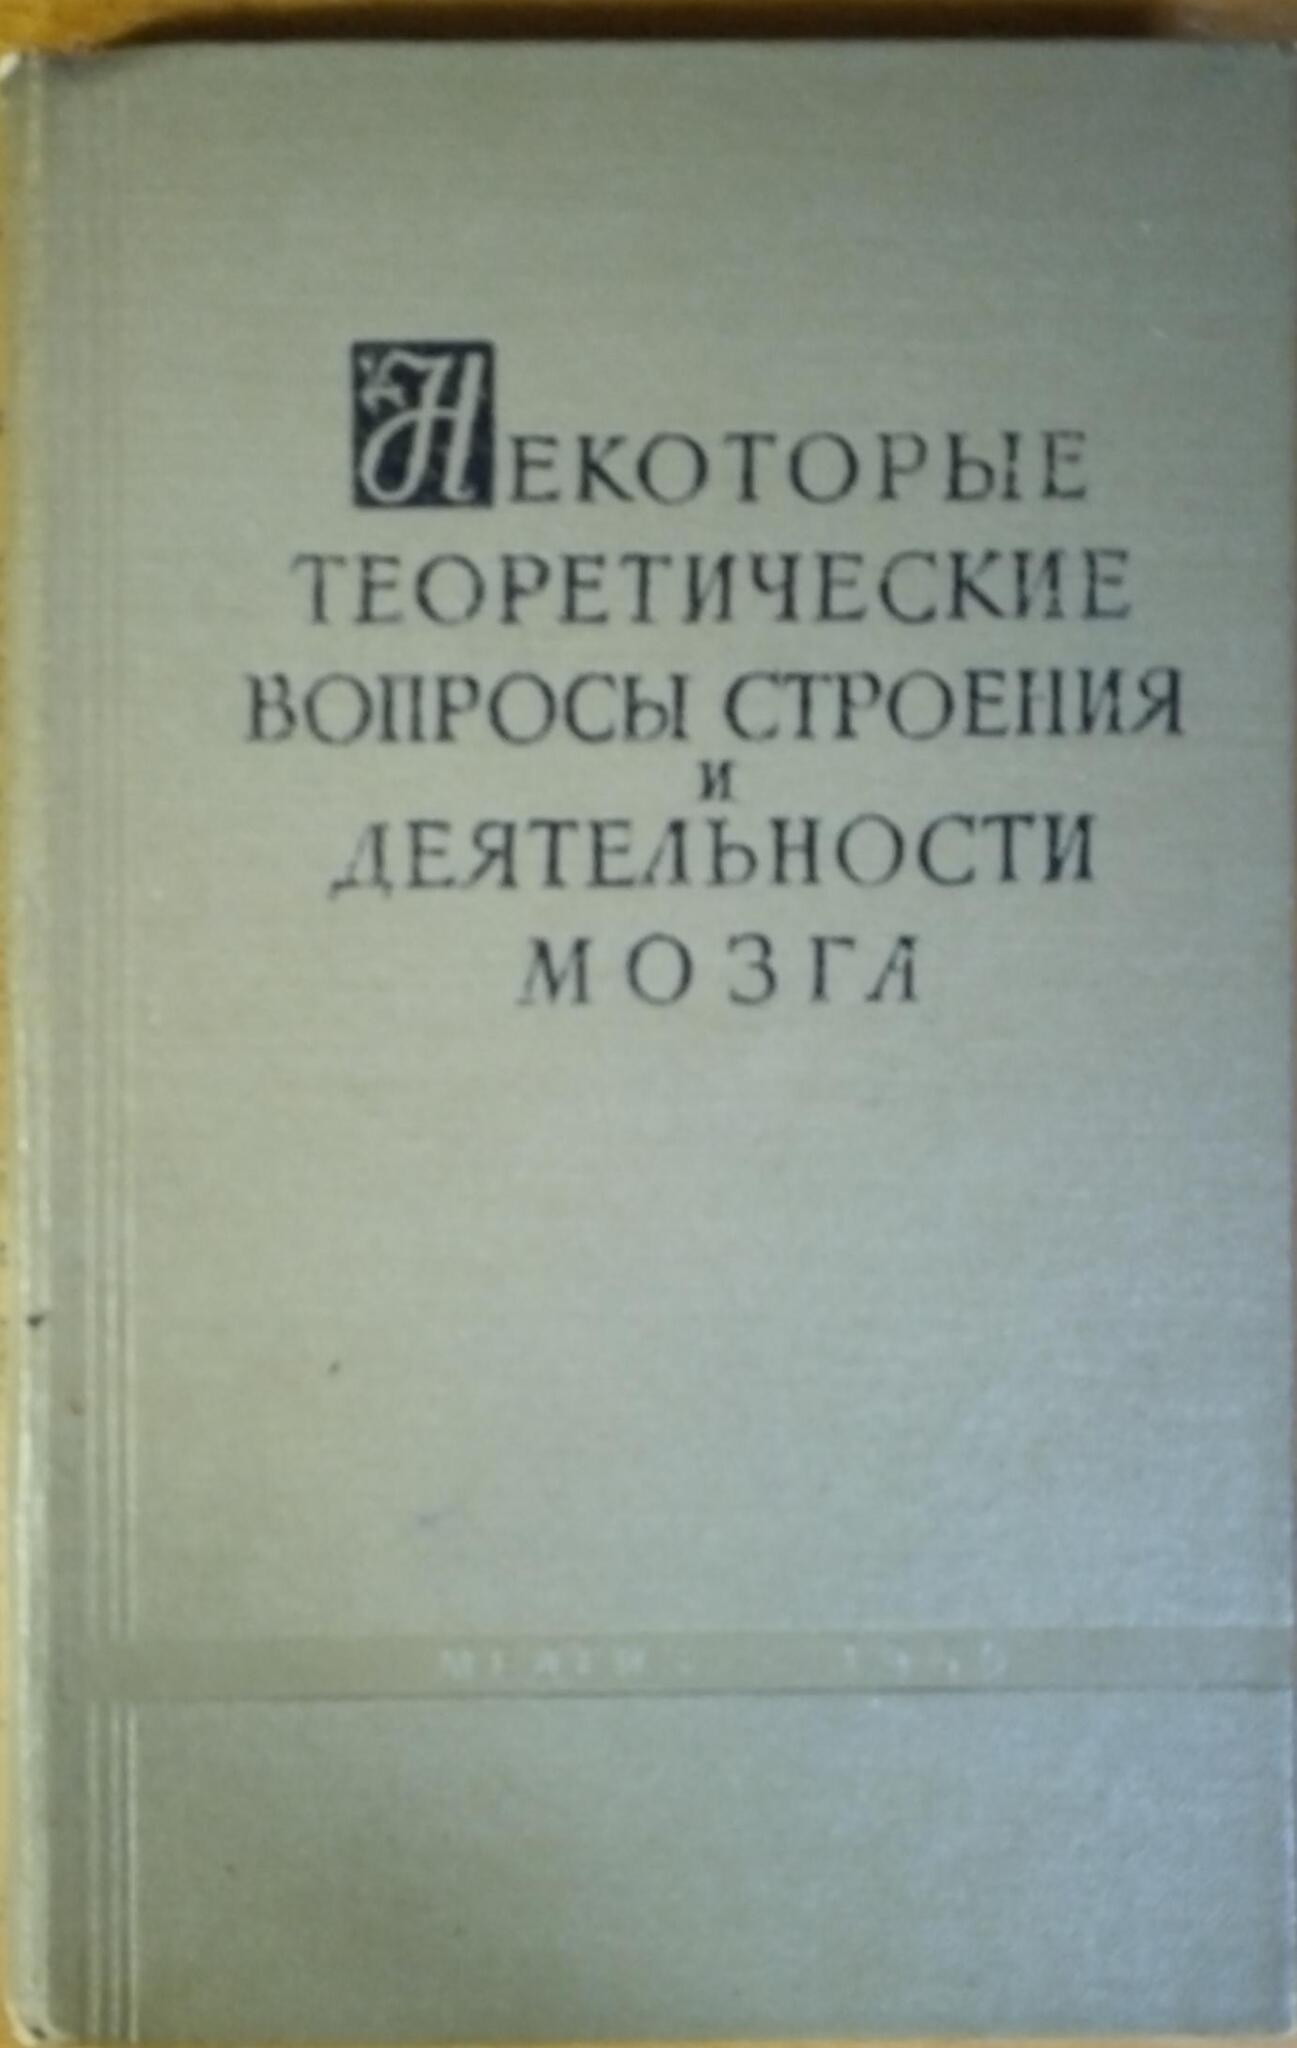 НЕКОТОРЫЕ
ТЕОРЕТИЧЕСКИЕ
ВОПРОСЫ СТРОЕНИЯ
И
ДЕЯТЕЛЬНОСТИ
МОЗГА